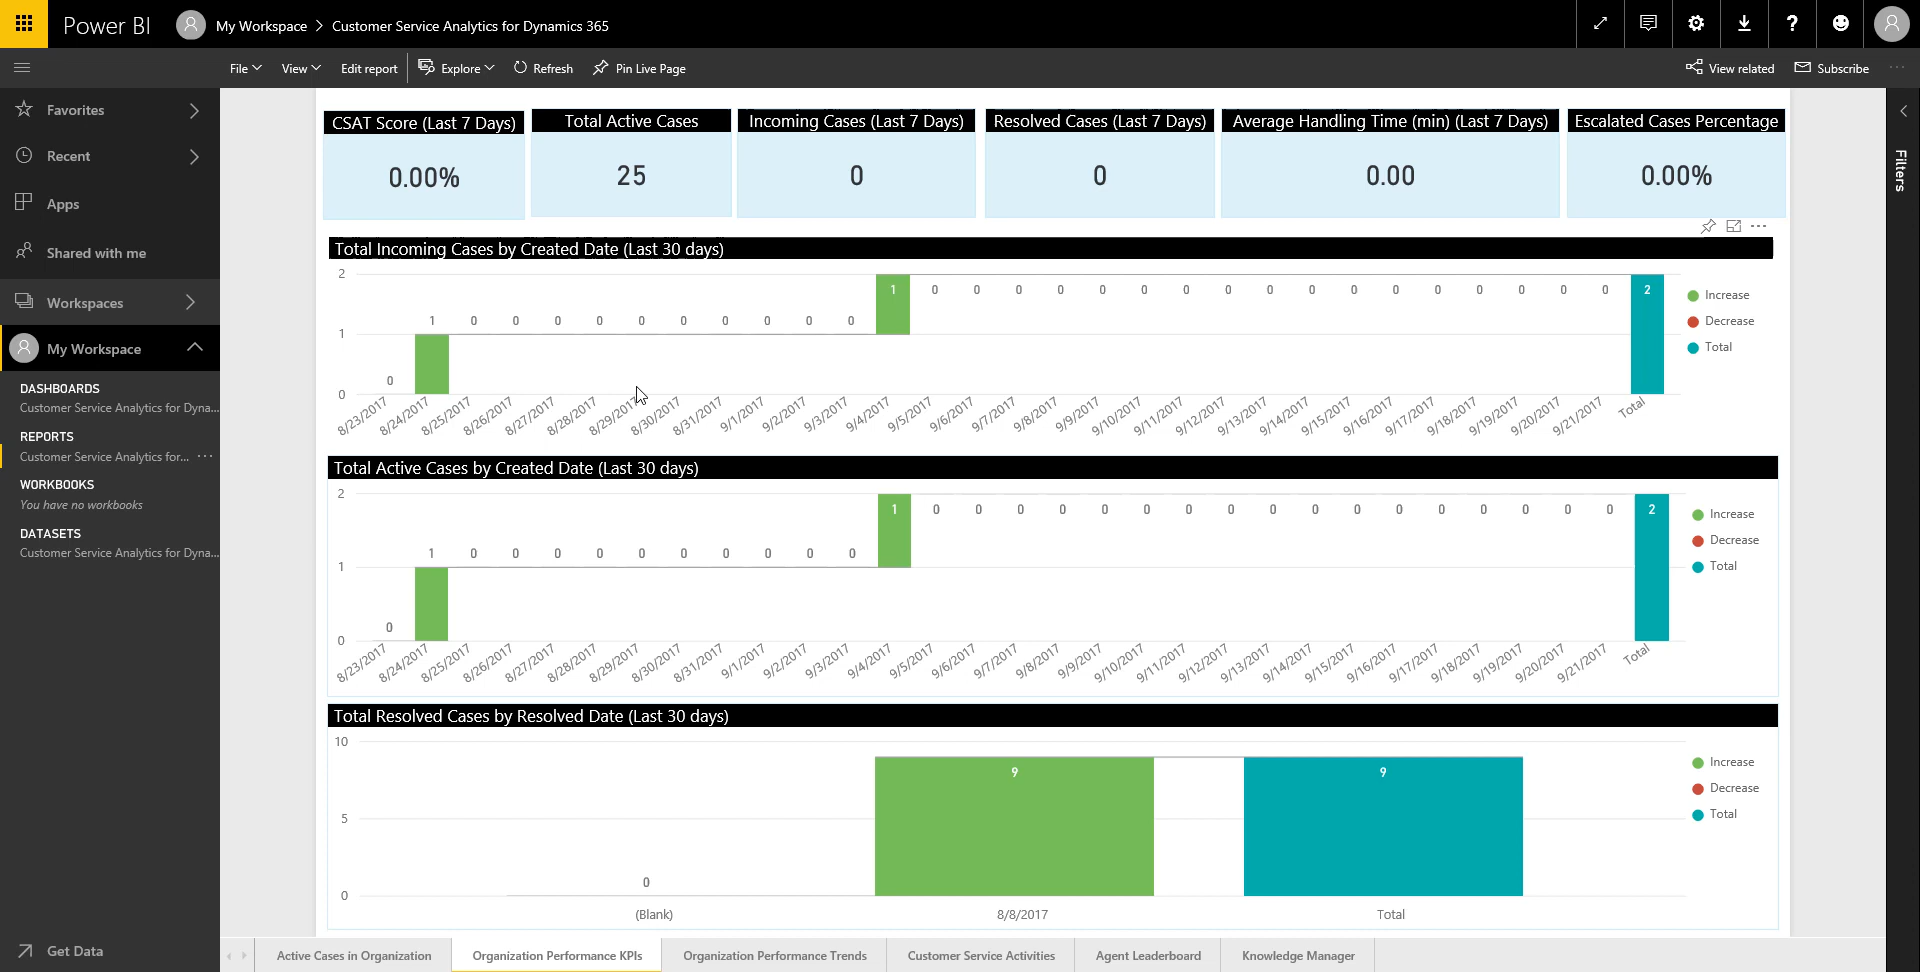 Power BI
My Workspace > Customer Service Analytics for Dynamics 365
File View Edit report Explore Refresh Pin Live Page View related Subscribe
Favorites
Recent
Apps
Shared with me
Workspaces
My Workspace
DASHBOARDS
Customer Service Analytics for Dyna...
REPORTS
Customer Service Analytics for...
WORKBOOKS
You have no workbooks
DATASETS
Customer Service Analytics for Dyna...
Get Data
CSAT Score (Last 7 Days)
0.00%
Total Active Cases
25
Incoming Cases (Last 7 Days)
0
Resolved Cases (Last 7 Days)
0
Average Handling Time (min) (Last 7 Days)
0.00
Escalated Cases Percentage
0.00%
Filters
Total Incoming Cases by Created Date (Last 30 days)
2
1 0 0 0 0 0 0 0 0 0 0 0 0 0 0 0 0 0 2
1 0 0 0 0 0 0 0 0 0 0
1
0
0
8/23/2017 8/24/2017 8/25/2017 8/26/2017 8/27/2017 8/28/2017 8/29/2017 8/30/2017 8/31/2017 9/1/2017 9/2/2017 9/3/2017 9/4/2017 9/5/2017 9/6/2017 9/7/2017 9/8/2017 9/9/2017 9/10/2017 9/11/2017 9/12/2017 9/13/2017 9/14/2017 9/15/2017 9/16/2017 9/17/2017 9/18/2017 9/19/2017 9/20/2017 9/21/2017 Total
Increase
Decrease
Total
Total Active Cases by Created Date (Last 30 days)
2
1 0 0 0 0 0 0 0 0 0 0 0 0 0 0 0 0 0 2
1 0 0 0 0 0 0 0 0 0 0
1
0
0
8/23/2017 8/24/2017 8/25/2017 8/26/2017 8/27/2017 8/28/2017 8/29/2017 8/30/2017 8/31/2017 9/1/2017 9/2/2017 9/3/2017 9/4/2017 9/5/2017 9/6/2017 9/7/2017 9/8/2017 9/9/2017 9/10/2017 9/11/2017 9/12/2017 9/13/2017 9/14/2017 9/15/2017 9/16/2017 9/17/2017 9/18/2017 9/19/2017 9/20/2017 9/21/2017 Total
Increase
Decrease
Total
Total Resolved Cases by Resolved Date (Last 30 days)
10
9 9
5
0
0
(Blank) 8/8/2017 Total
Increase
Decrease
Total
Active Cases in Organization Organization Performance KPIs Organization Performance Trends Customer Service Activities Agent Leaderboard Knowledge Manager